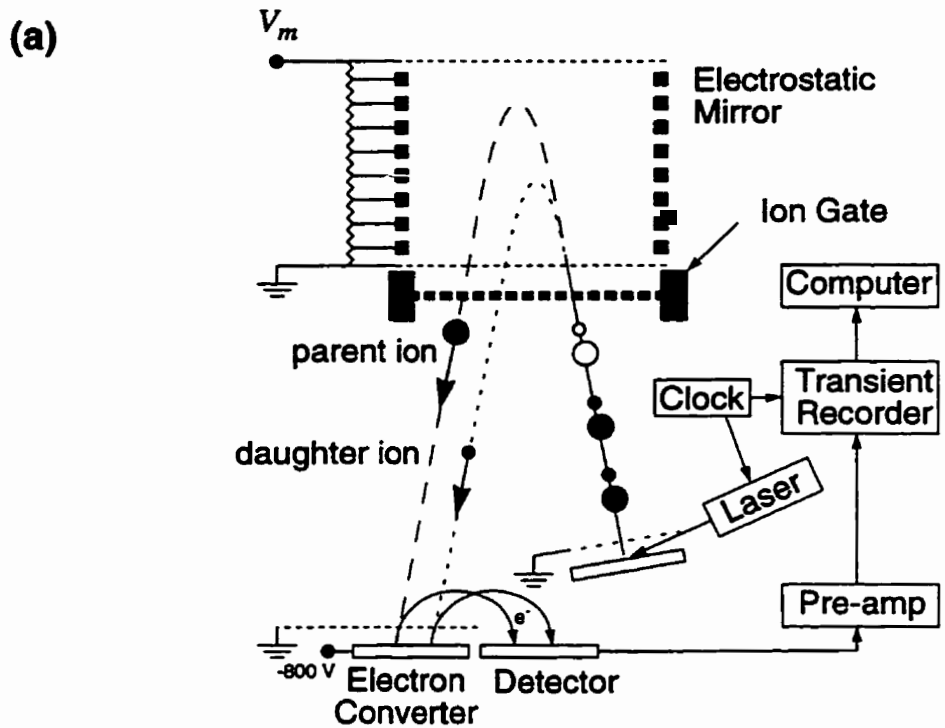 (a)
Vm
Electrostatic
Mirror
Ion Gate
Computer
parent ion
Transient
Recorder
Clock
daughter ion
Laser
e-
Pre-amp
-800 V
Electron
Converter
Detector